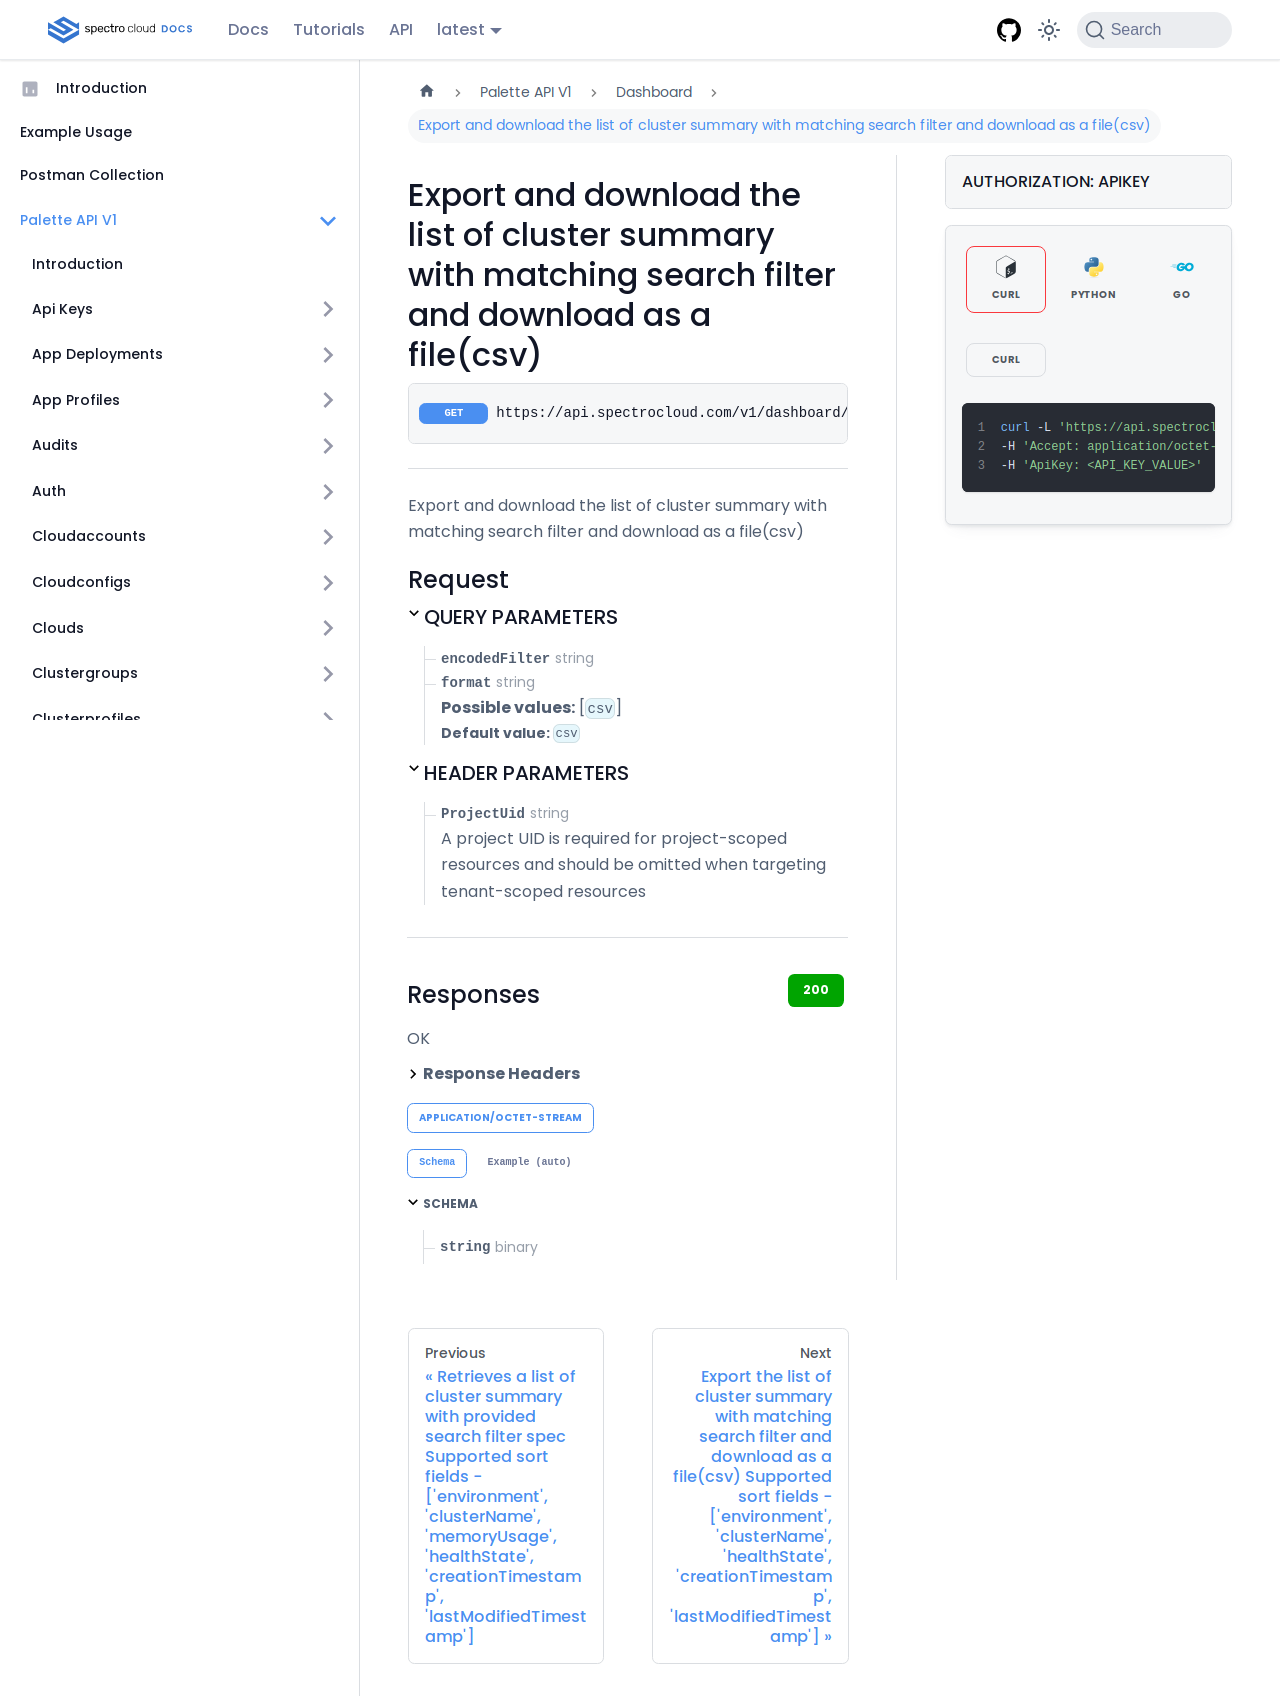 spectro cloud DOCS
Docs
Tutorials
API
latest
Search
Introduction
Example Usage
Postman Collection
Palette API V1
Introduction
Api Keys
App Deployments
App Profiles
Audits
Auth
Cloudaccounts
Cloudconfigs
Clouds
Clustergroups
Clusterprofiles
Palette API V1
Dashboard
Export and download the list of cluster summary with matching search filter and download as a file(csv)
Export and download the
list of cluster summary
with matching search filter
and download as a
file(csv)
GET https://api.spectrocloud.com/v1/dashboard/
Export and download the list of cluster summary with
matching search filter and download as a file(csv)
Request
QUERY PARAMETERS
encodedFilter string
format string
Possible values: [csv]
Default value: csv
HEADER PARAMETERS
ProjectUid string
A project UID is required for project-scoped
resources and should be omitted when targeting
tenant-scoped resources
Responses
200
OK
Response Headers
APPLICATION/OCTET-STREAM
Schema
Example (auto)
SCHEMA
string binary
AUTHORIZATION: APIKEY
CURL
PYTHON
GO
CURL
1 curl -L 'https://api.spectrocl
2 -H 'Accept: application/octet-
3 -H 'ApiKey: <API_KEY_VALUE>'
Previous
« Retrieves a list of
cluster summary
with provided
search filter spec
Supported sort
fields -
['environment',
'clusterName',
'memoryUsage',
'healthState',
'creationTimestam
p',
'lastModifiedTimest
amp']
Next
Export the list of
cluster summary
with matching
search filter and
download as a
file(csv) Supported
sort fields -
['environment',
'clusterName',
'healthState',
'creationTimestam
p',
'lastModifiedTimest
amp'] »